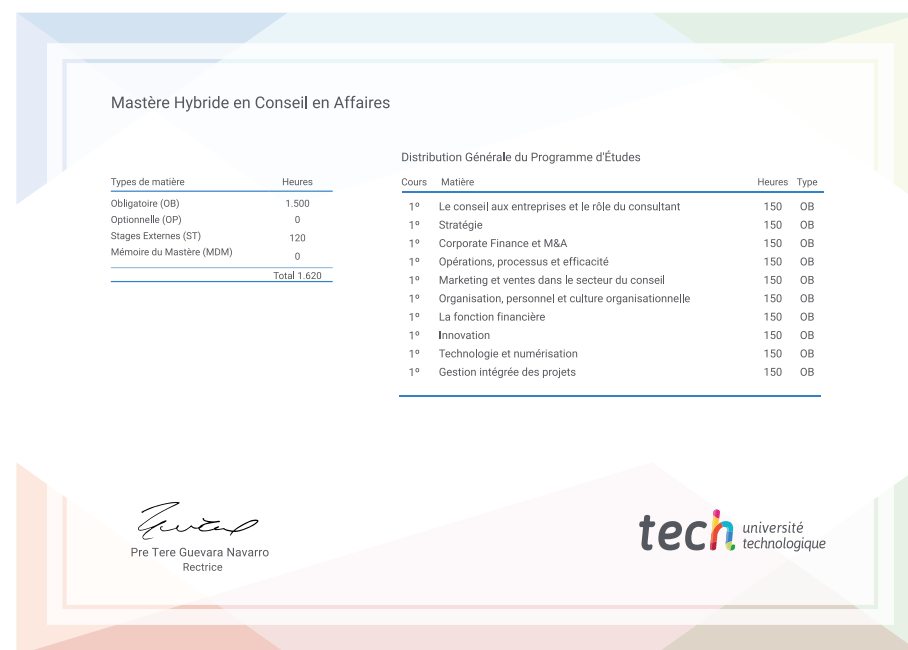 Mastère Hybride en Conseil en Affaires
Types de matière Heures
Obligatoire (OB) 1.500
Optionnelle (OP) 0
Stages Externes (ST) 120
Mémoire du Mastère (MDM) 0
Total 1.620
Distribution Générale du Programme d'Études
Cours Matière Heures Type
1º Le conseil aux entreprises et le rôle du consultant 150 OB
1º Stratégie 150 OB
1º Corporate Finance et M&A 150 OB
1º Opérations, processus et efficacité 150 OB
1º Marketing et ventes dans le secteur du conseil 150 OB
1º Organisation, personnel et culture organisationnelle 150 OB
1º La fonction financière 150 OB
1º Innovation 150 OB
1º Technologie et numérisation 150 OB
1º Gestion intégrée des projets 150 OB
Pre Tere Guevara Navarro
Rectrice
tech université
technologique